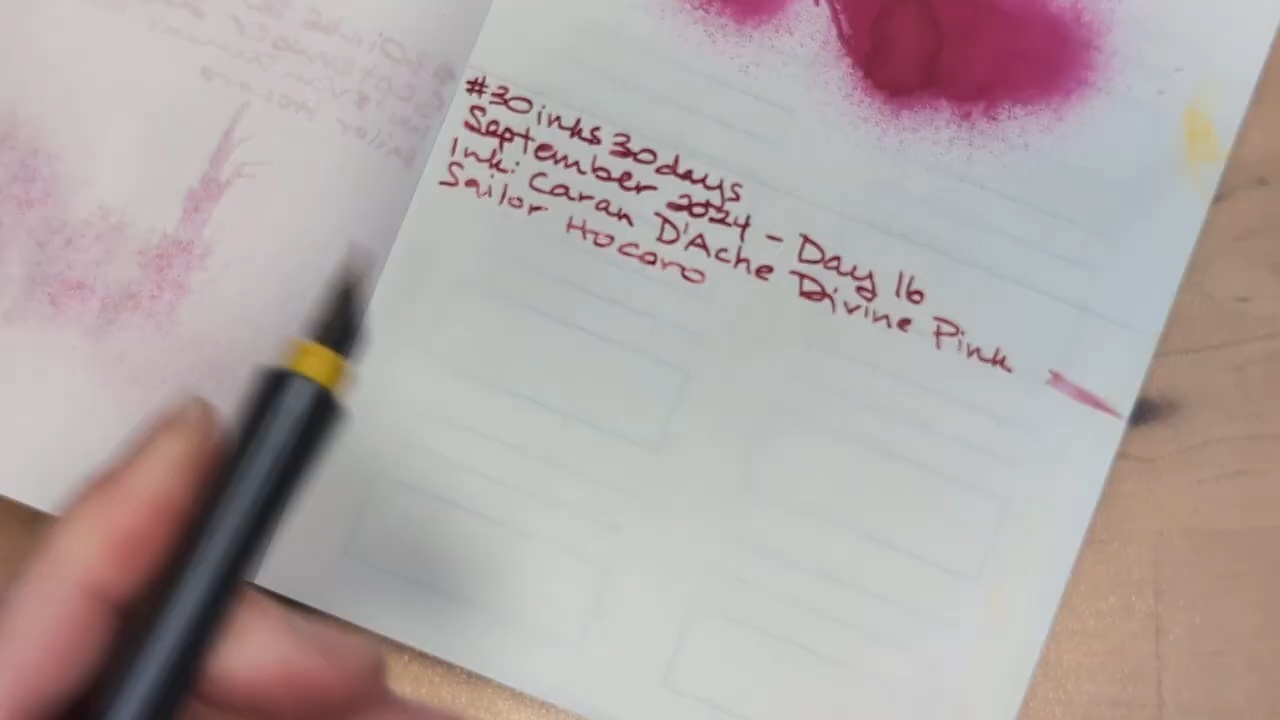 #30inks30days
September 2024 - Day 16
Ink: Caran D'Ache Divine Pink
Sailor Hocoro